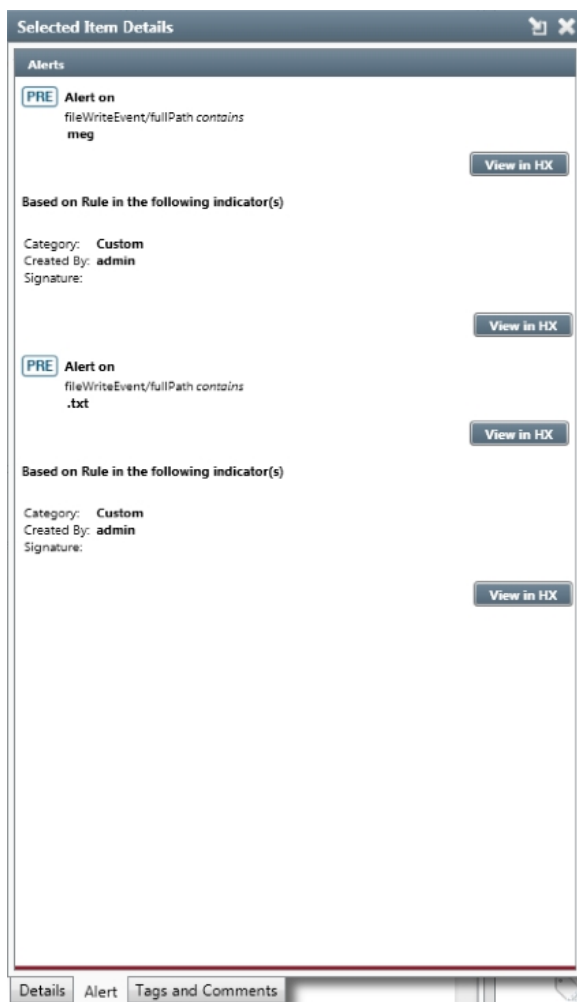 Selected Item Details
Alerts
PRE Alert on
fileWriteEvent/fullPath contains
meg
View in HX
Based on Rule in the following indicator(s)
Category: Custom
Created By: admin
Signature:
View in HX
PRE Alert on
fileWriteEvent/fullPath contains
.txt
View in HX
Based on Rule in the following indicator(s)
Category: Custom
Created By: admin
Signature:
View in HX
Details Alert Tags and Comments